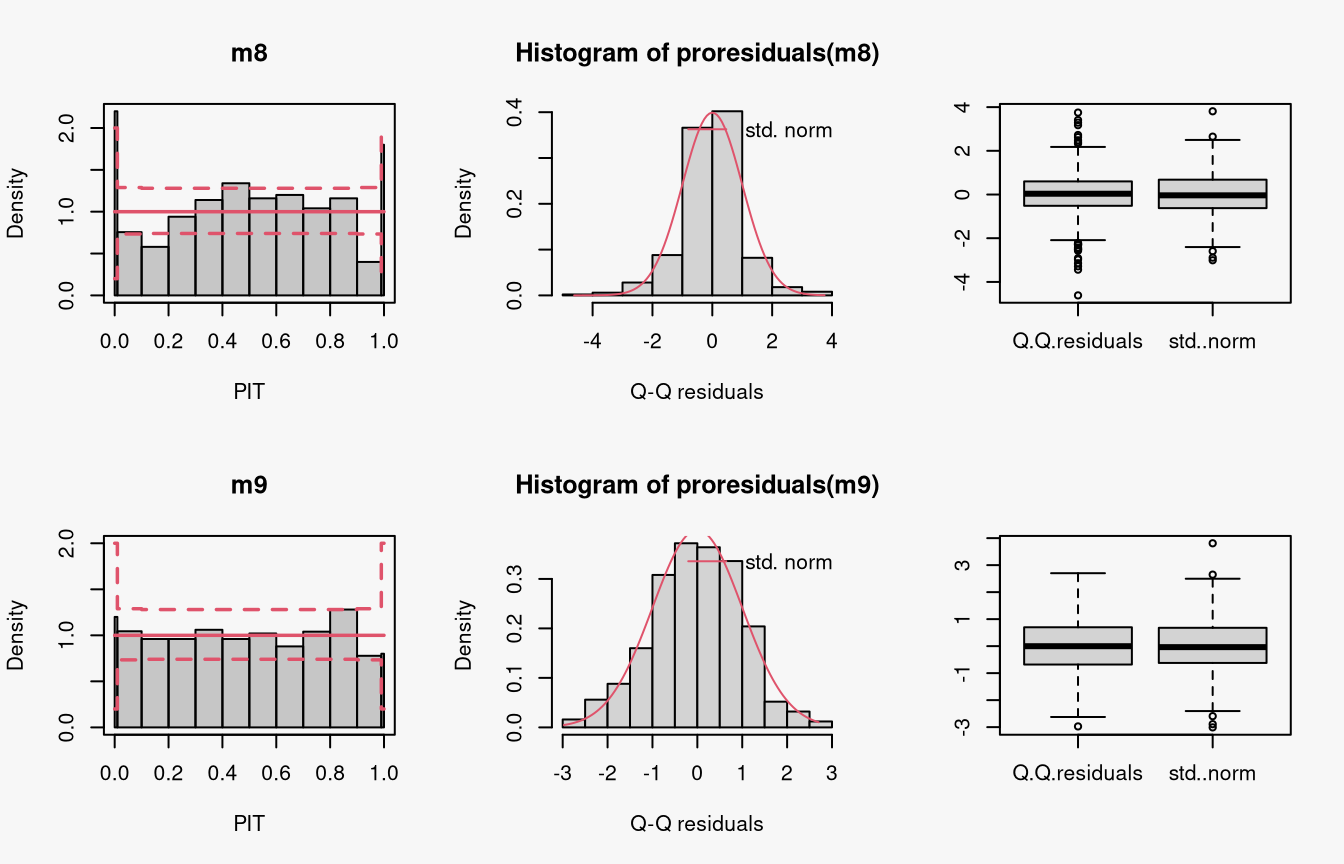 m8
Density
0.0 1.0 2.0
0.0 0.2 0.4 0.6 0.8 1.0
PIT
Histogram of proresiduals(m8)
Density
0.0 0.2 0.4
std. norm
-4 -2 0 2 4
Q-Q residuals
-4 -2 0 2 4
Q.Q.residuals std..norm
m9
Density
0.0 1.0 2.0
0.0 0.2 0.4 0.6 0.8 1.0
PIT
Histogram of proresiduals(m9)
Density
0.0 0.1 0.2 0.3
std. norm
-3 -2 -1 0 1 2 3
Q-Q residuals
-3 -1 1 3
Q.Q.residuals std..norm